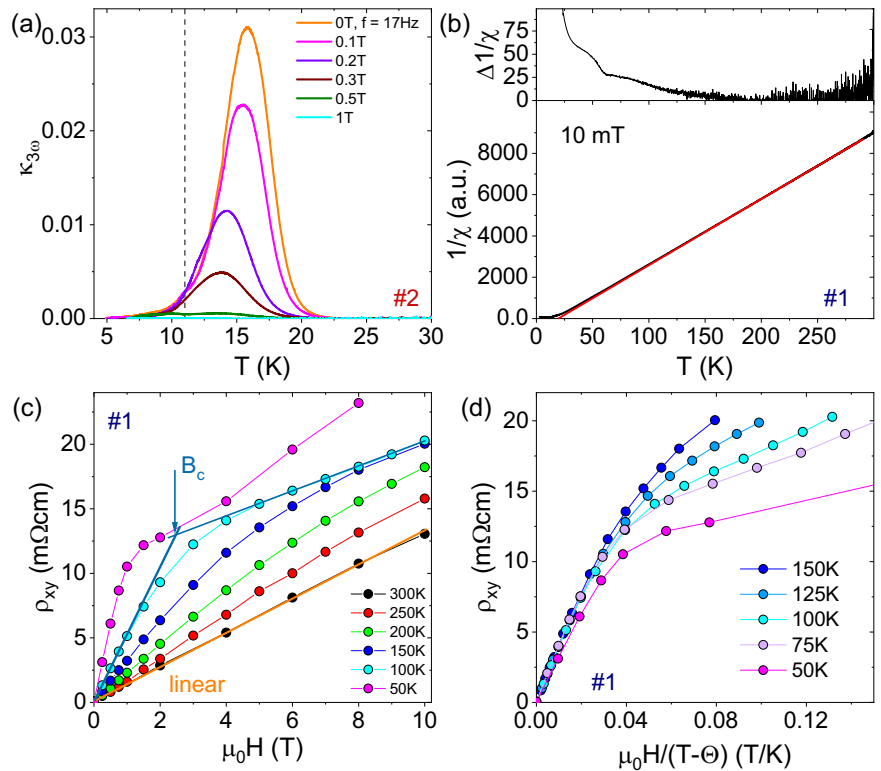 (a)
0.03
0.02
0.01
0.00
κ3ω
0T, f = 17Hz
0.1T
0.2T
0.3T
0.5T
1T
#2
5 10 15 20 25 30
T (K)
(b)
75
50
25
0
Δ1/χ
10 mT
8000
6000
4000
2000
0.0
1/χ (a.u.)
#1
0 50 100 150 200 250
T (K)
(c)
#1
20
15
10
5
0
ρxy (mΩcm)
Bc
linear
300K
250K
200K
150K
100K
50K
0 2 4 6 8 10
μ0H (T)
(d)
20
15
10
5
0
ρxy (mΩcm)
150K
125K
100K
75K
50K
#1
0.00 0.04 0.08 0.12
μ0H/(T-Θ) (T/K)